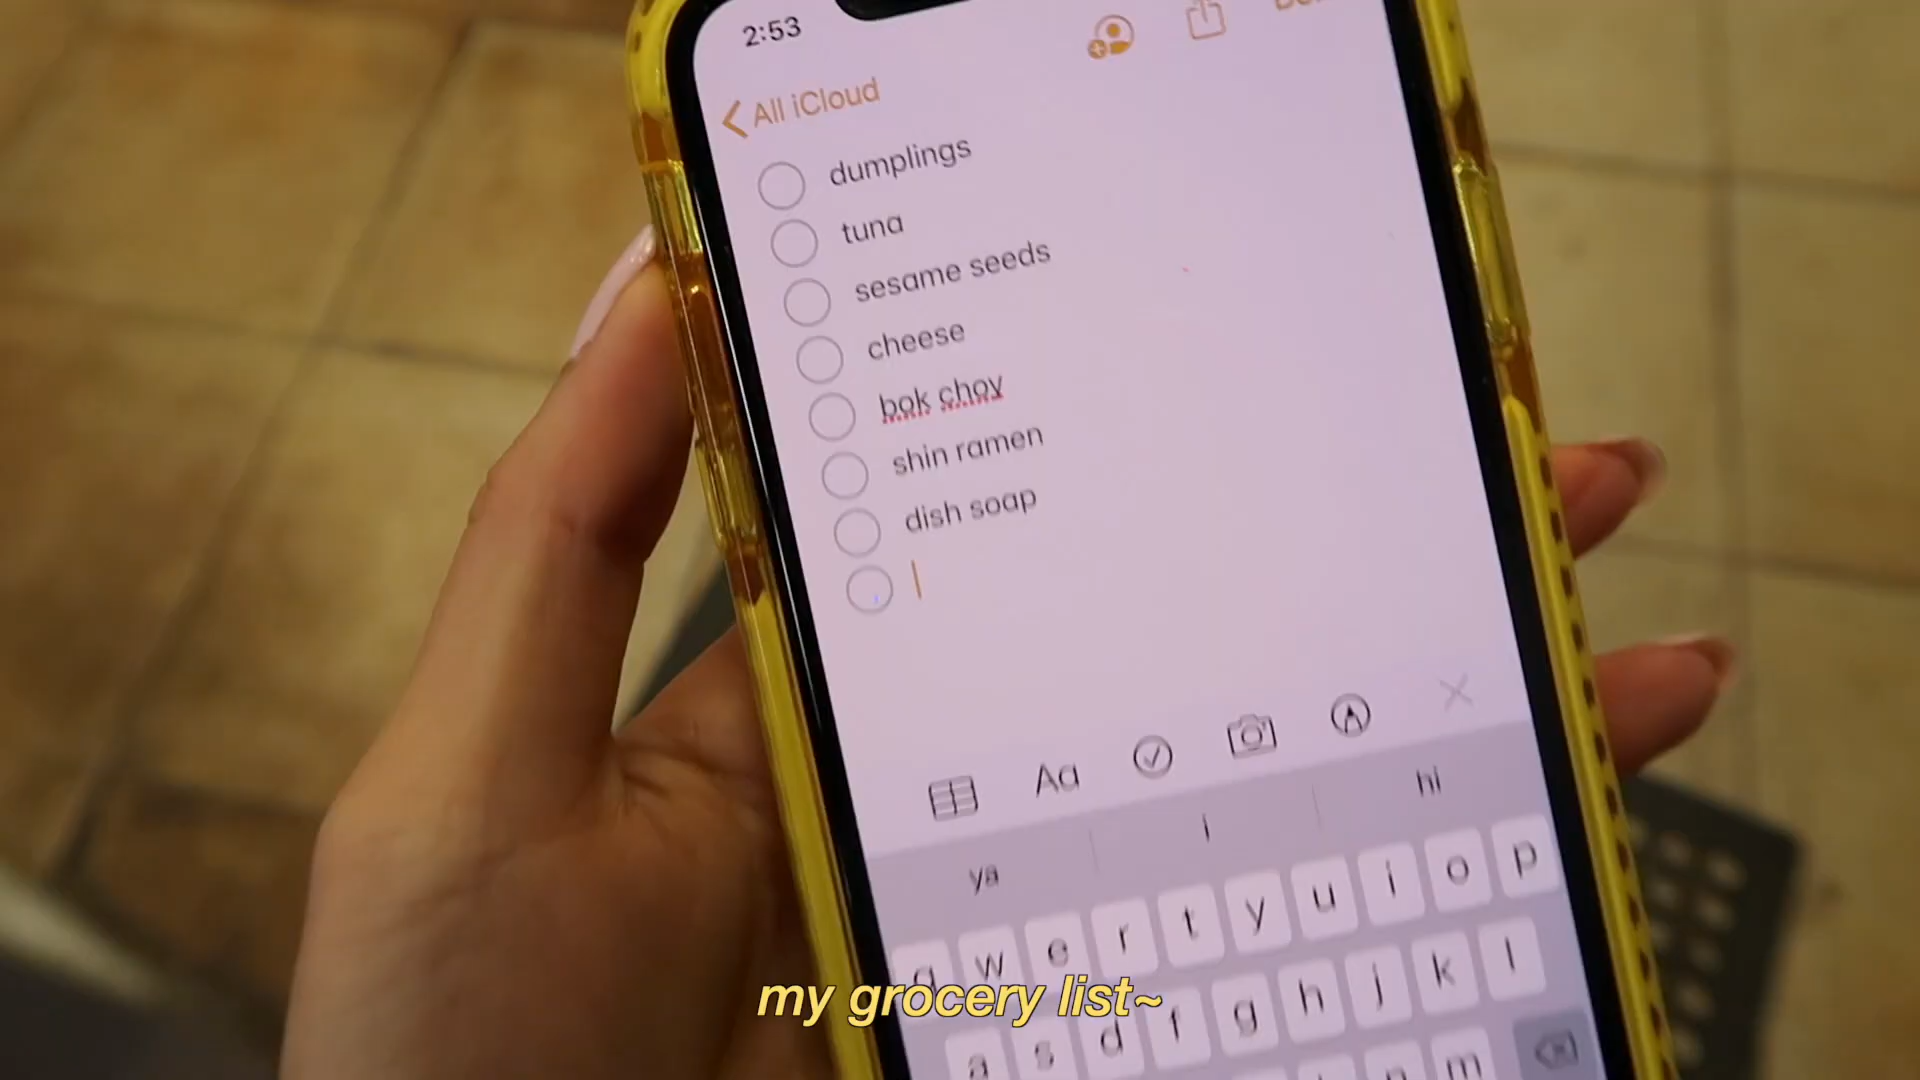 2:53
All iCloud
dumplings
tuna
sesame seeds
cheese
bok choy
shin ramen
dish soap
Aa
ya i hi
q w e r t y u i o p
a s d f g h j k l
m
my grocery list~